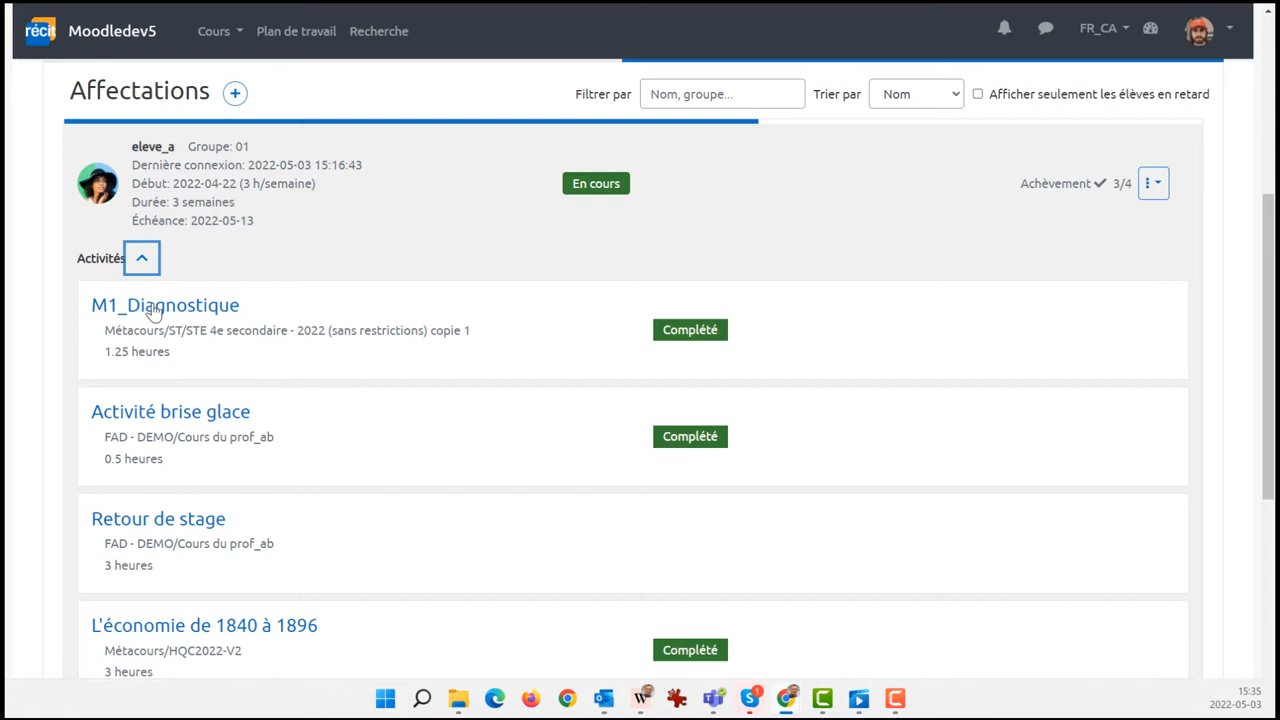 récit Moodledev5 Cours Plan de travail Recherche FR_CA
Affectations + Filtrer par Nom, groupe... Trier par Nom Afficher seulement les élèves en retard
eleve_a Groupe: 01
Dernière connexion: 2022-05-03 15:16:43
Début: 2022-04-22 (3 h/semaine) En cours Achèvement 3/4
Durée: 3 semaines
Échéance: 2022-05-13
Activités
M1_Diagnostique
Métacours/ST/STE 4e secondaire - 2022 (sans restrictions) copie 1 Complété
1.25 heures
Activité brise glace
FAD - DEMO/Cours du prof_ab Complété
0.5 heures
Retour de stage
FAD - DEMO/Cours du prof_ab
3 heures
L'économie de 1840 à 1896
Métacours/HQC2022-V2 Complété
3 heures
15:35
2022-05-03